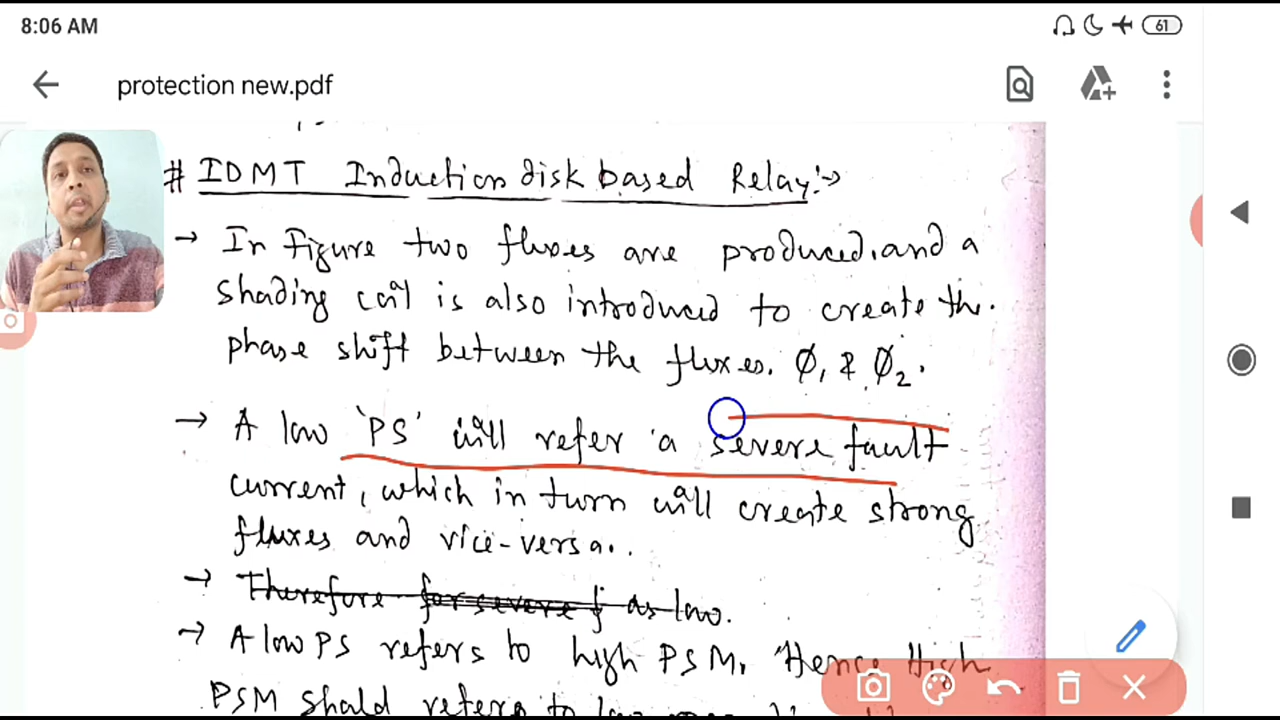 8:06 AM
61
protection new.pdf
# IDMT Induction disk based Relay:→
→ In Figure two fluxes are produced. and a
shading coil is also introduced to create the.
phase shift between the fluxes. Ø1 & Ø2.
→ A low 'PS' will refer a severe fault
current, which in turn will create strong
fluxes and vice-versa..
→ Therefore for severe f as low.
→ A low PS refers to high PSM. Hence High
PSM should refers to low